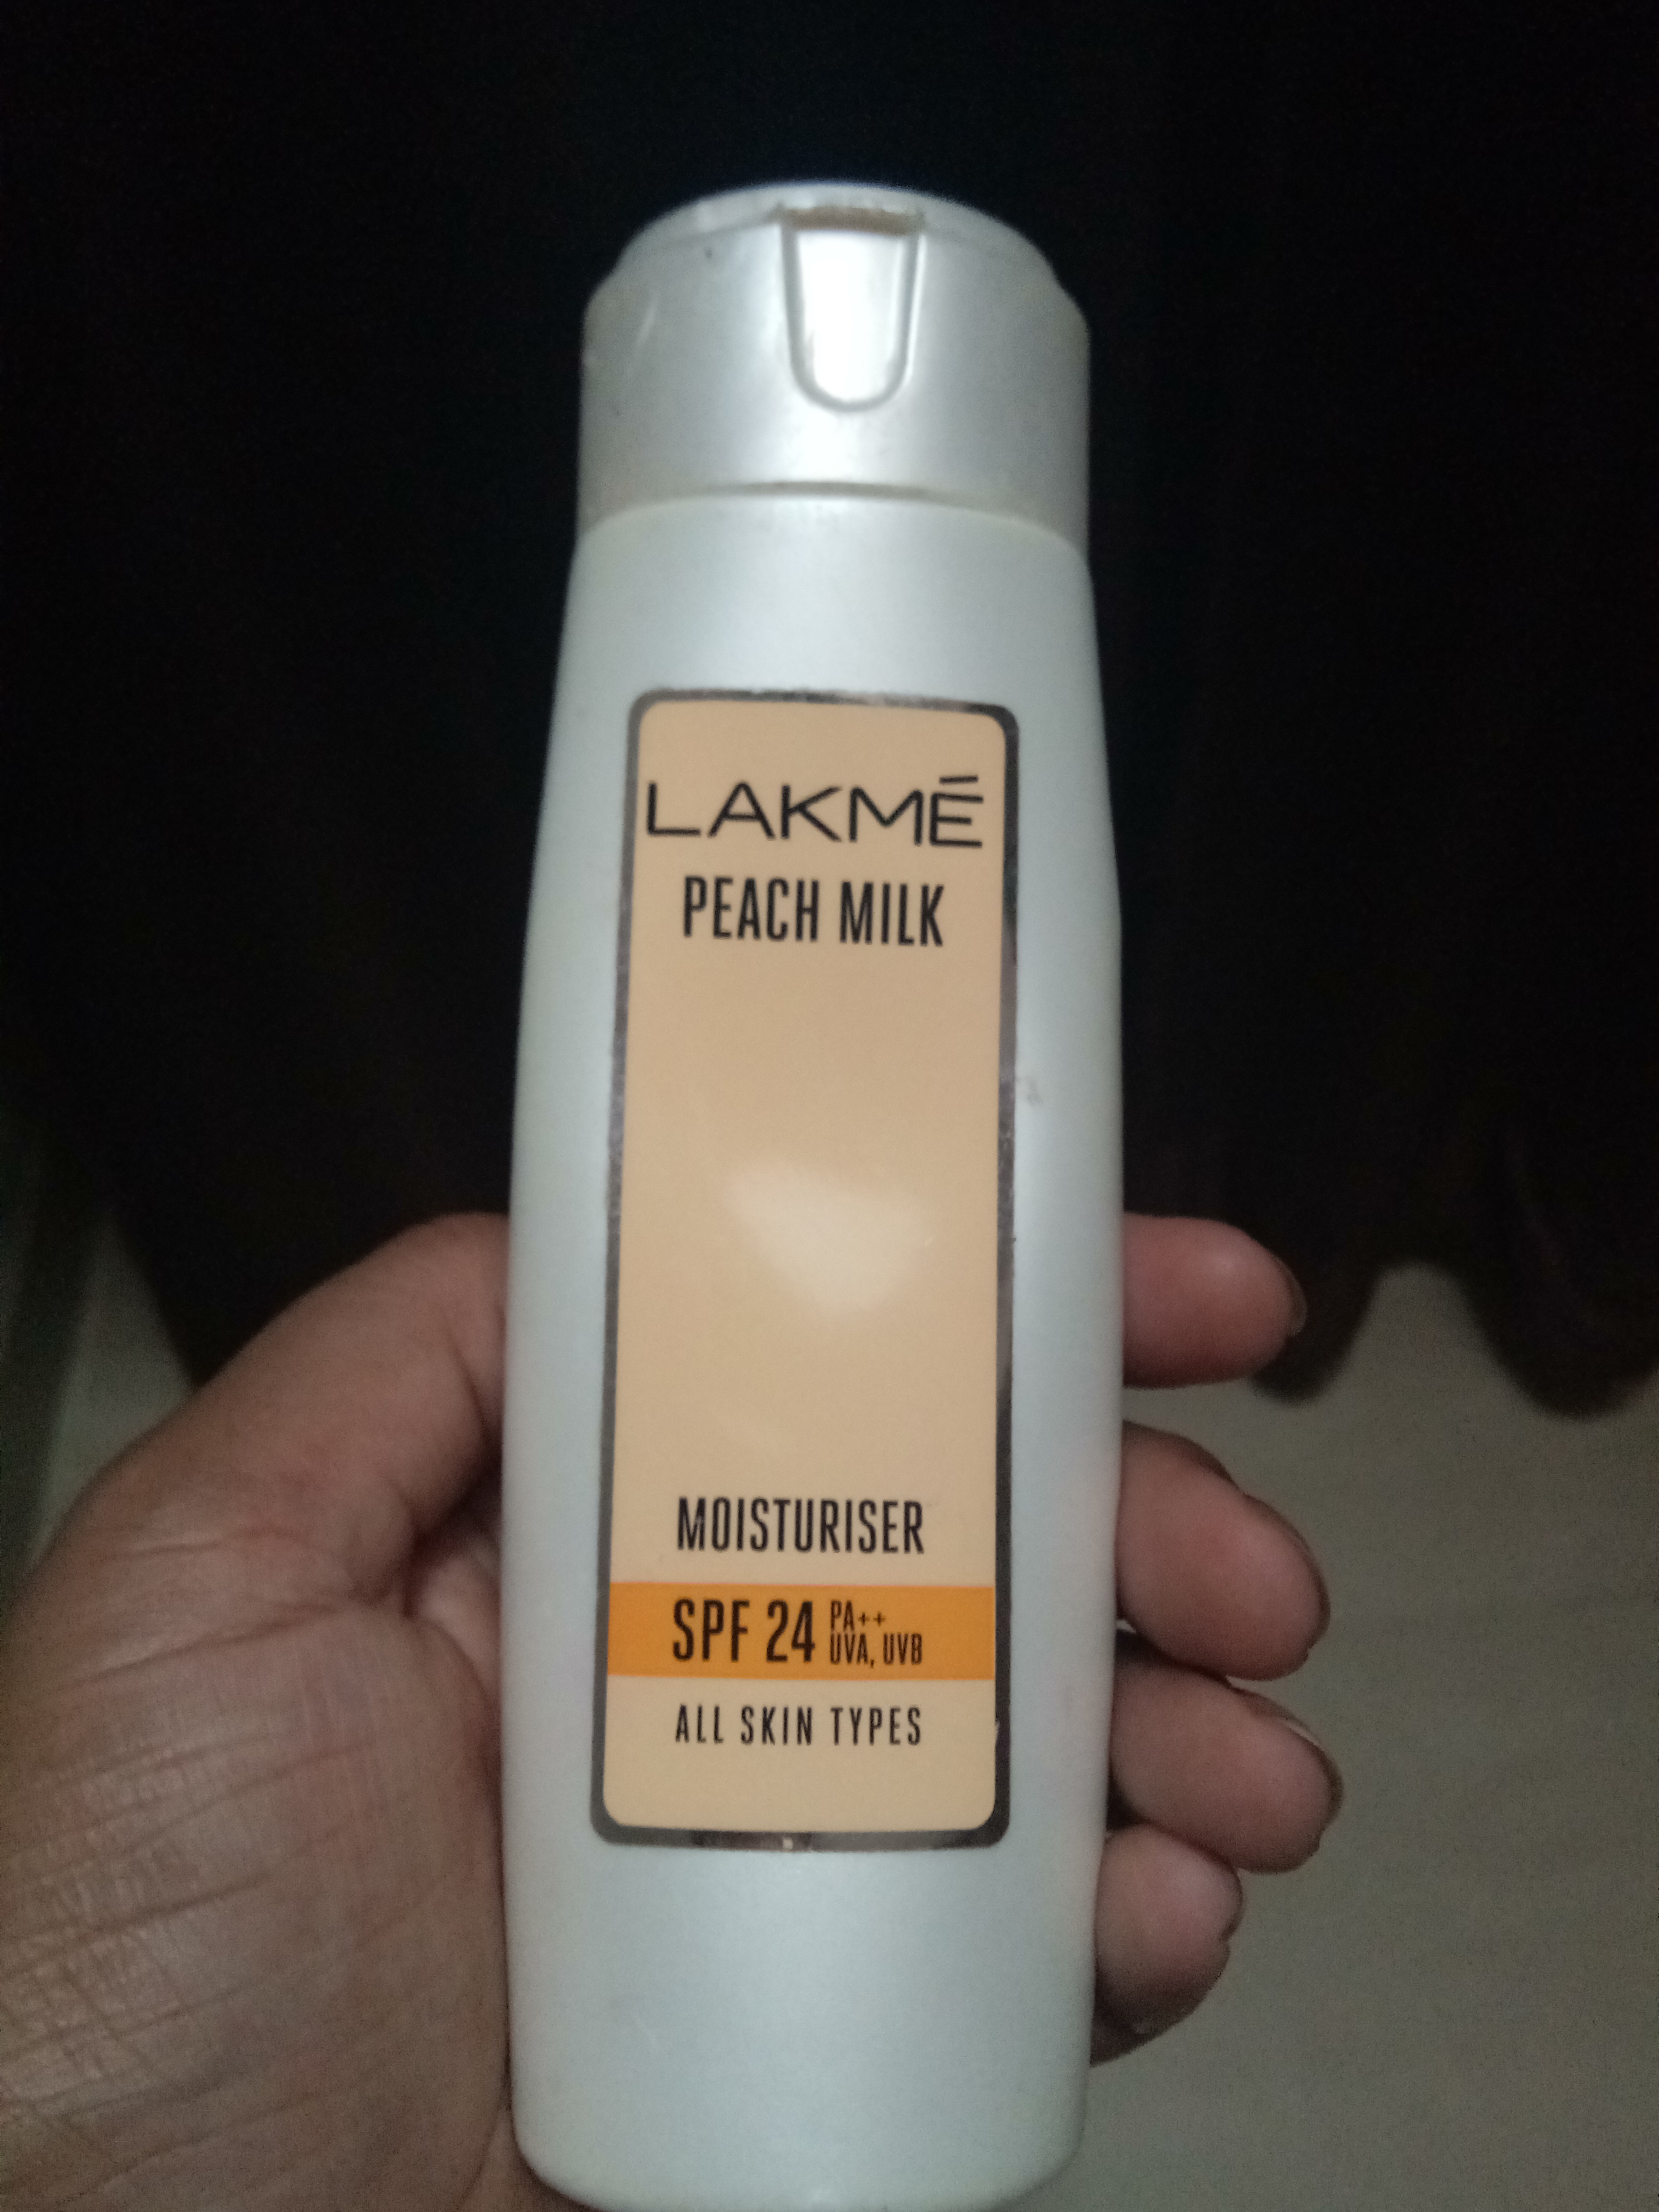 LAKMÉ
PEACH MILK
MOISTURISER
SPF 24 PA++
UVA, UVB
ALL SKIN TYPES